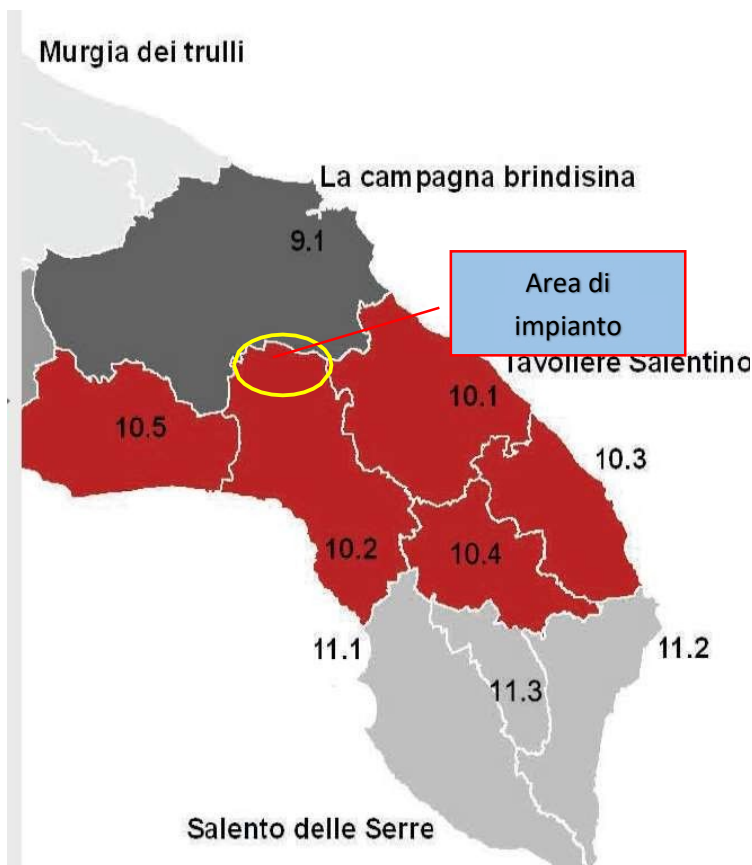 Murgia dei trulli
La campagna brindisina
9.1
Area di
impianto
Tavoliere Salentino
10.1
10.5
10.3
10.2
10.4
11.1
11.2
11.3
Salento delle Serre